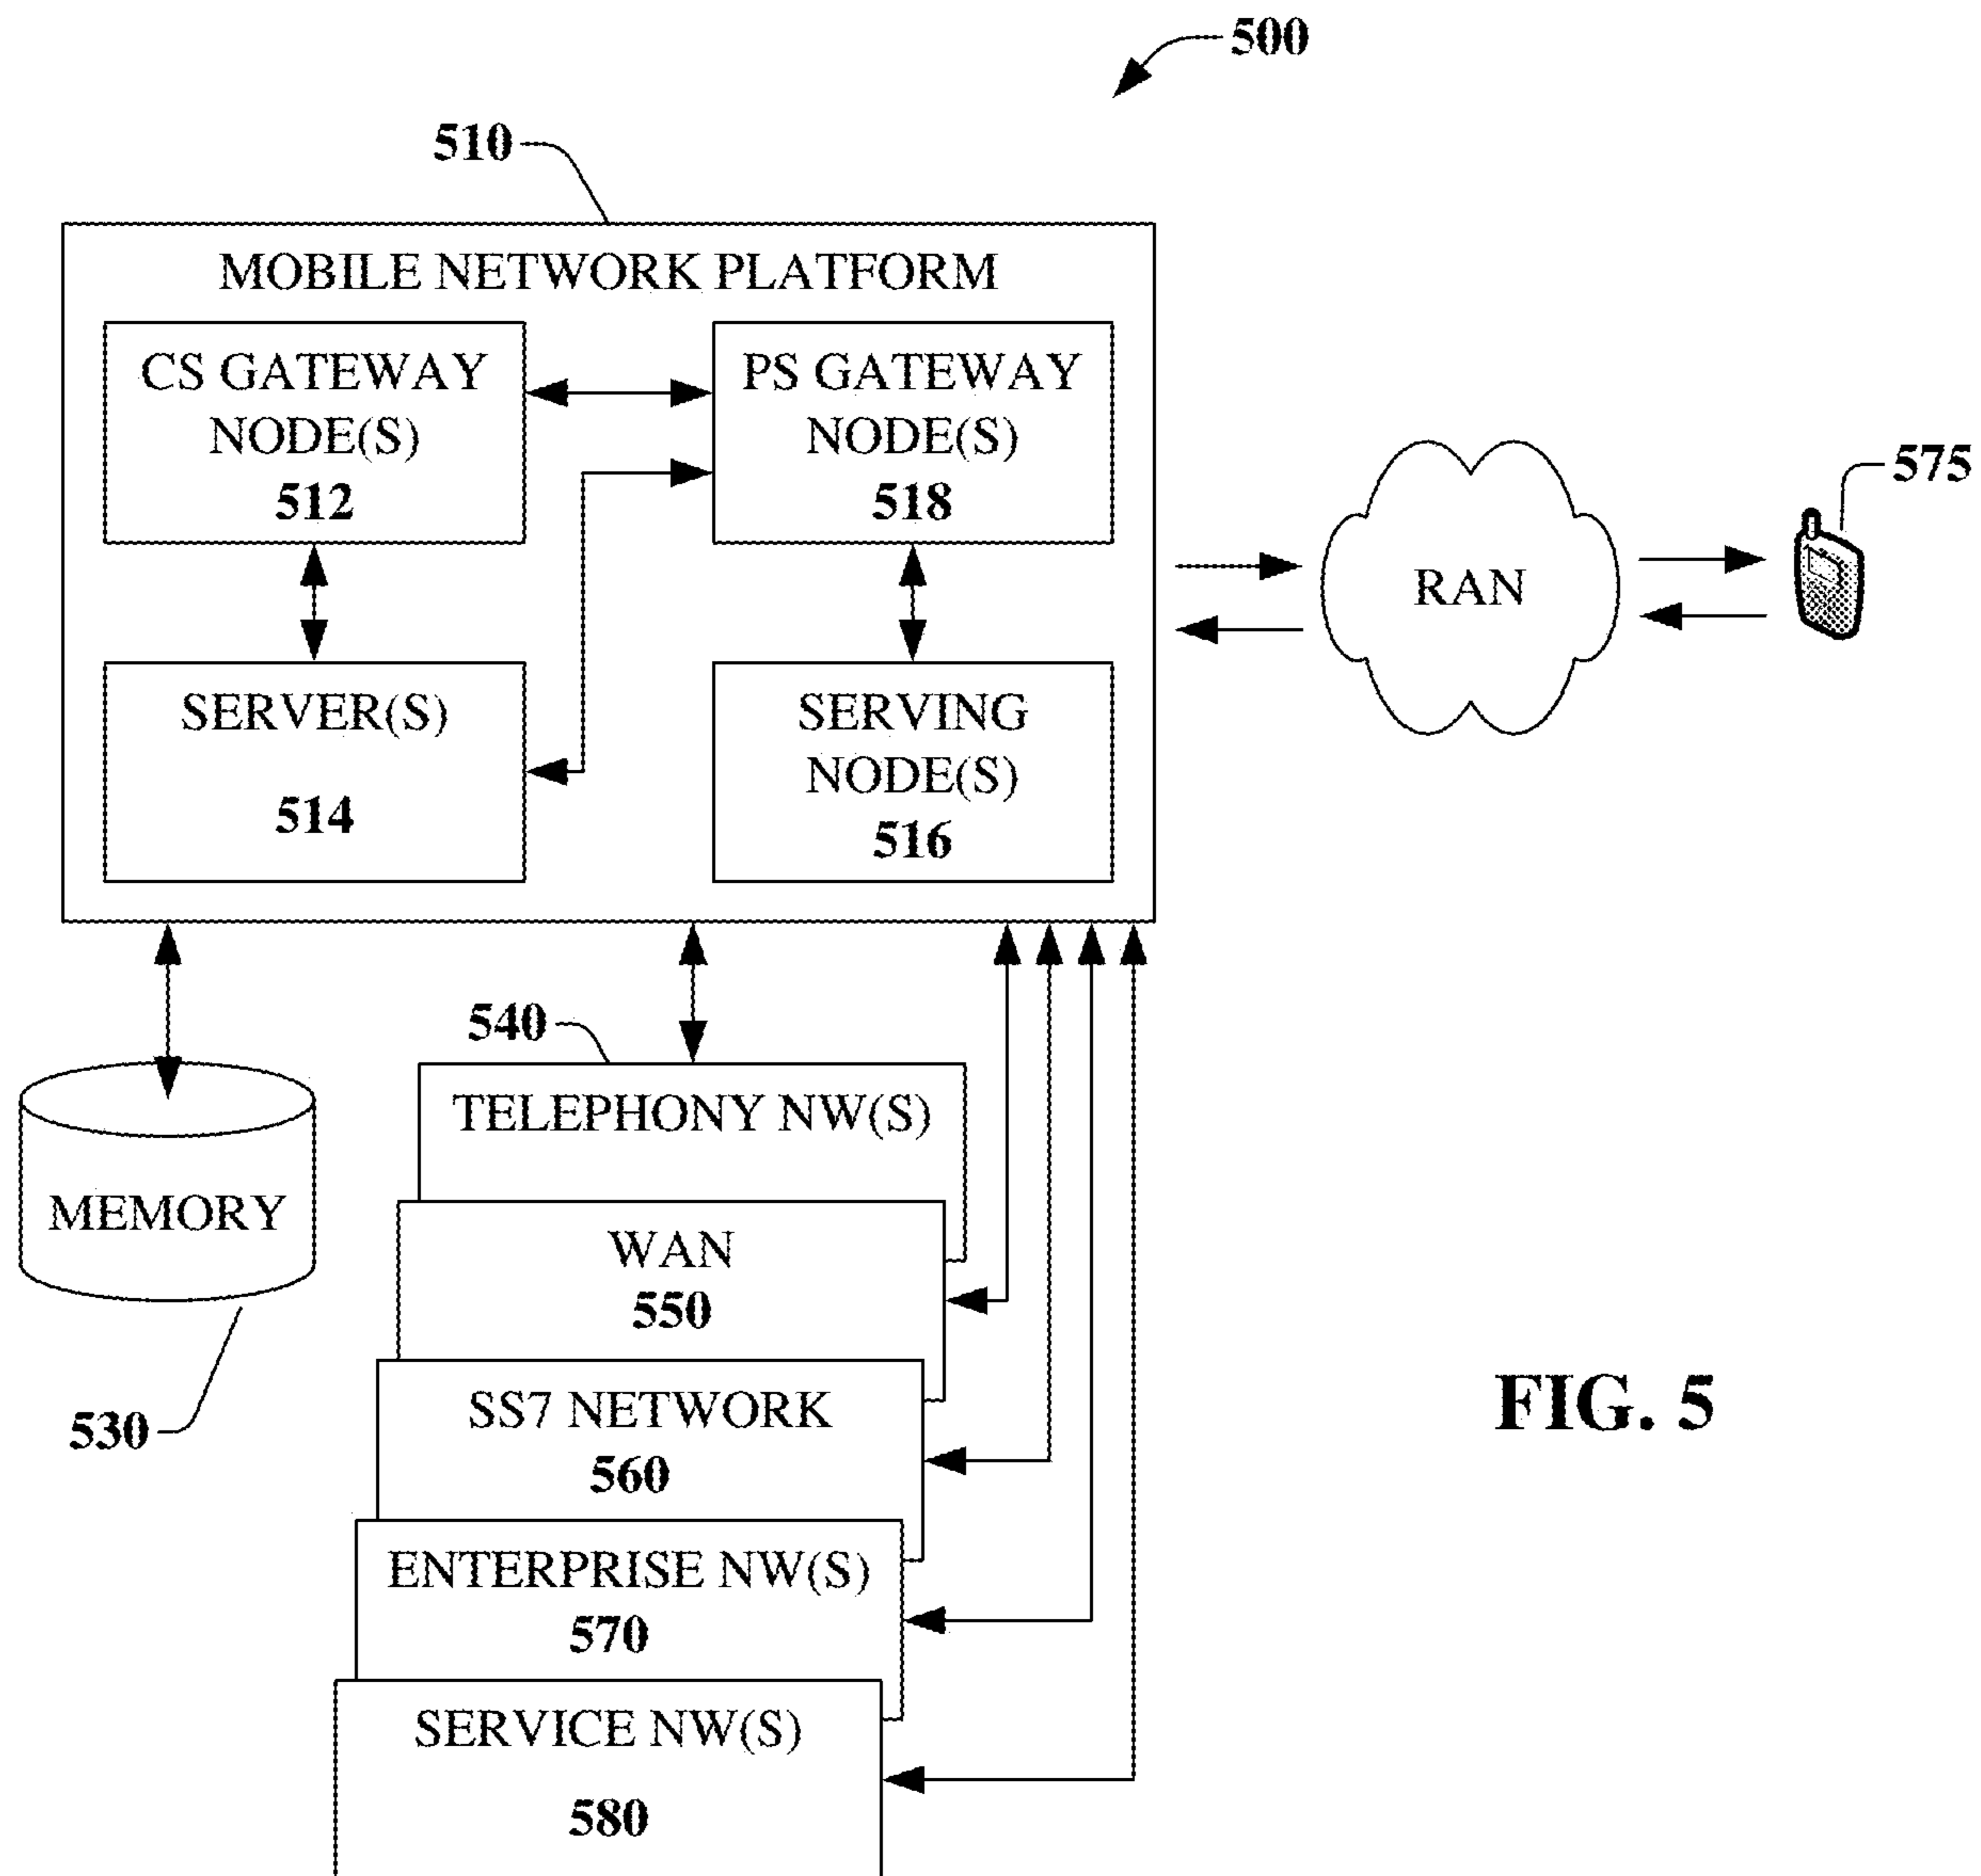 500
510
MOBILE NETWORK PLATFORM
CS GATEWAY
NODE(S)
512
PS GATEWAY
NODE(S)
518
SERVER(S)
514
SERVING
NODE(S)
516
RAN
575
540
TELEPHONY NW(S)
MEMORY
530
WAN
550
SS7 NETWORK
560
ENTERPRISE NW(S)
570
SERVICE NW(S)
580
FIG. 5